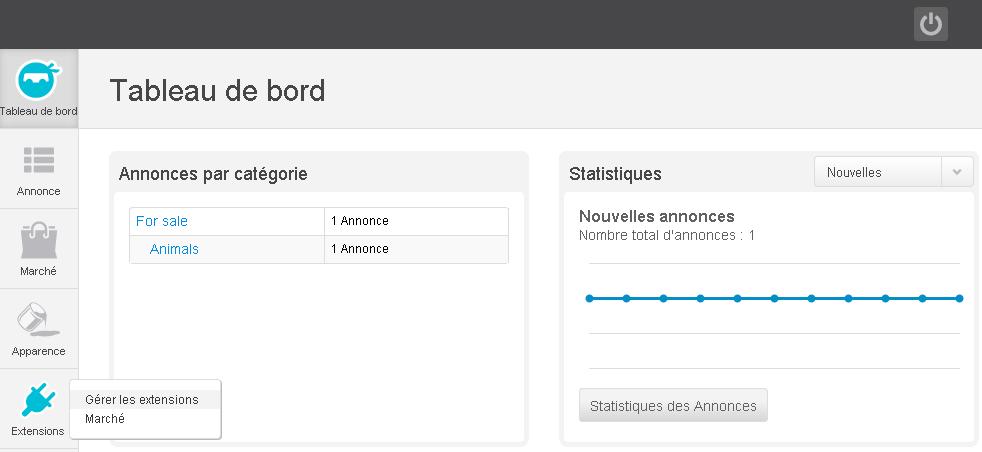 Tableau de bord
Tableau de bord
Annonce
Marché
Apparence
Extensions
Gérer les extensions
Marché
Annonces par catégorie
For sale 1 Annonce
Animals 1 Annonce
Statistiques
Nouvelles
Nouvelles annonces
Nombre total d'annonces : 1
Statistiques des Annonces